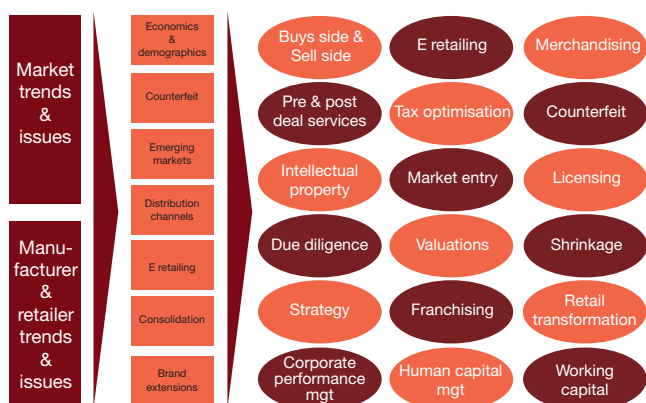 Market
trends
&
issues
Manu-
facturer
&
retailer
trends
&
issues
Economics
&
demographics
Counterfeit
Emerging
markets
Distribution
channels
E retailing
Consolidation
Brand
extensions
Buys side &
Sell side
E retailing
Merchandising
Pre & post
deal services
Tax optimisation
Counterfeit
Intellectual
property
Market entry
Licensing
Due diligence
Valuations
Shrinkage
Strategy
Franchising
Retail
transformation
Corporate
performance
mgt
Human capital
mgt
Working
capital